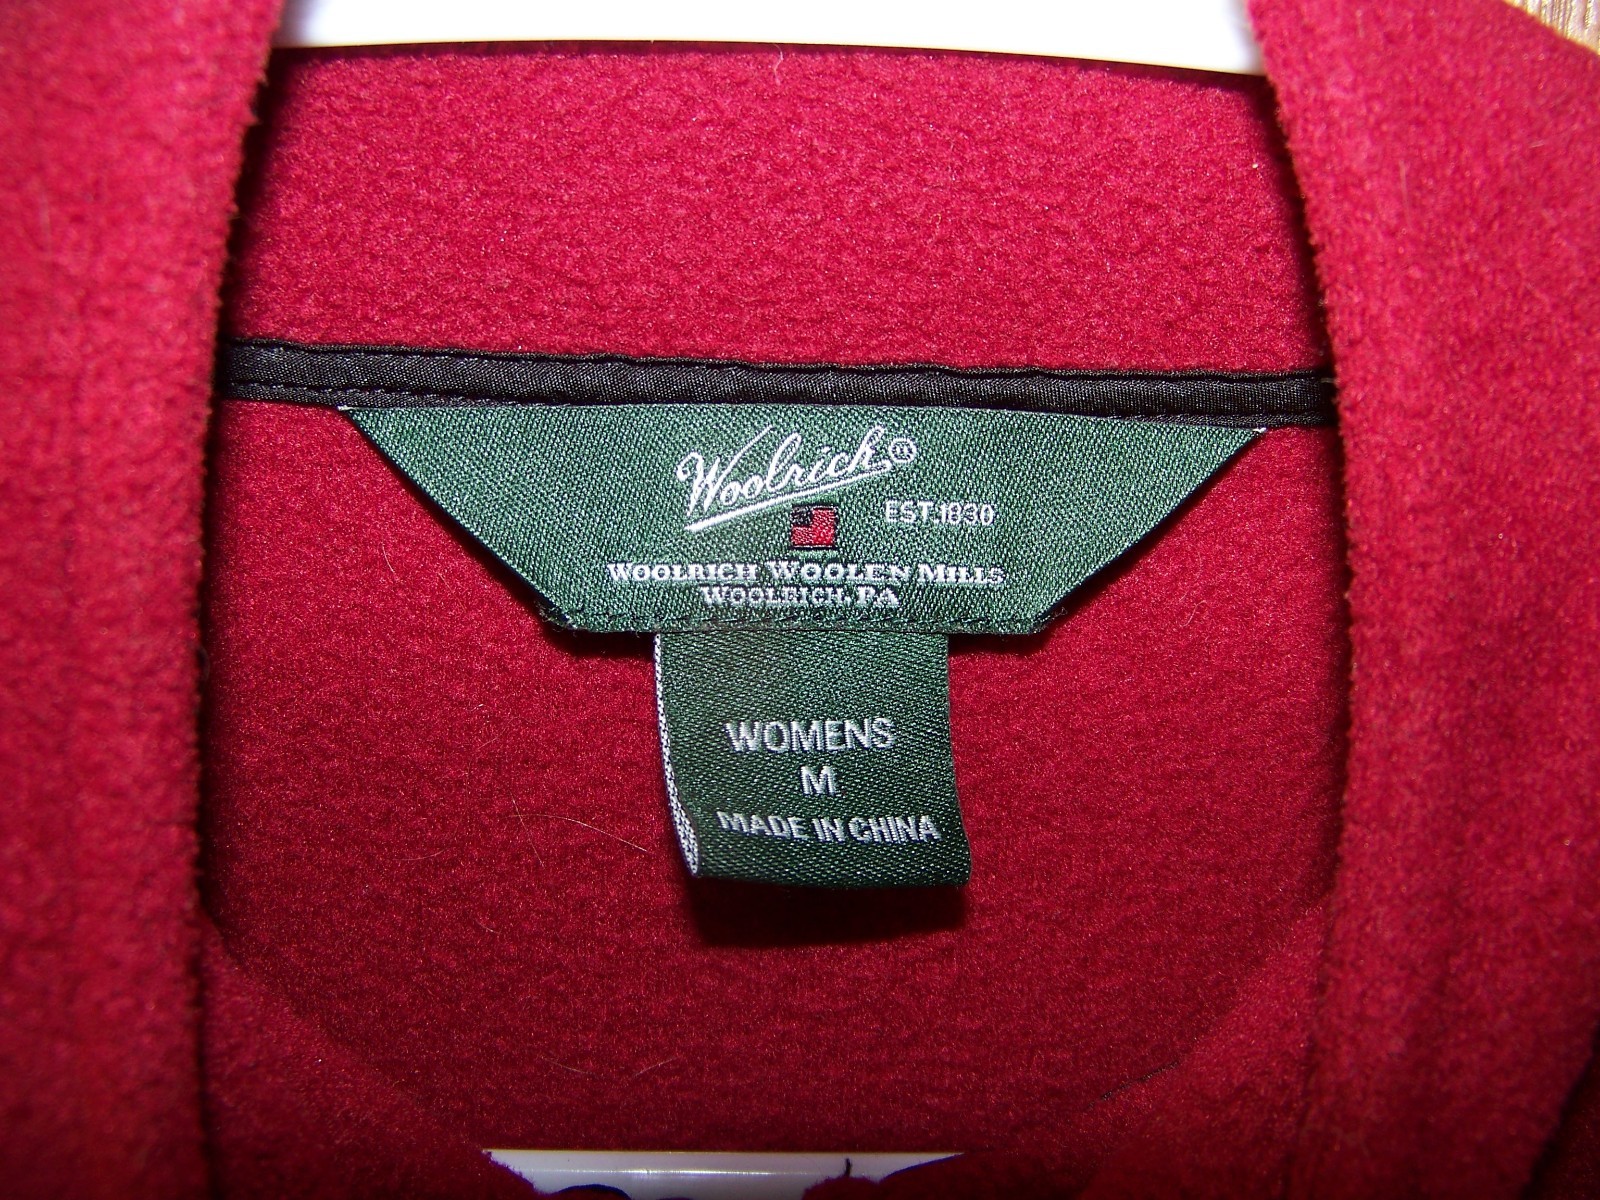 Woolrich®
EST.1830
WOOLRICH WOOLEN MILLS
WOOLRICH, PA
WOMENS
M
MADE IN CHINA